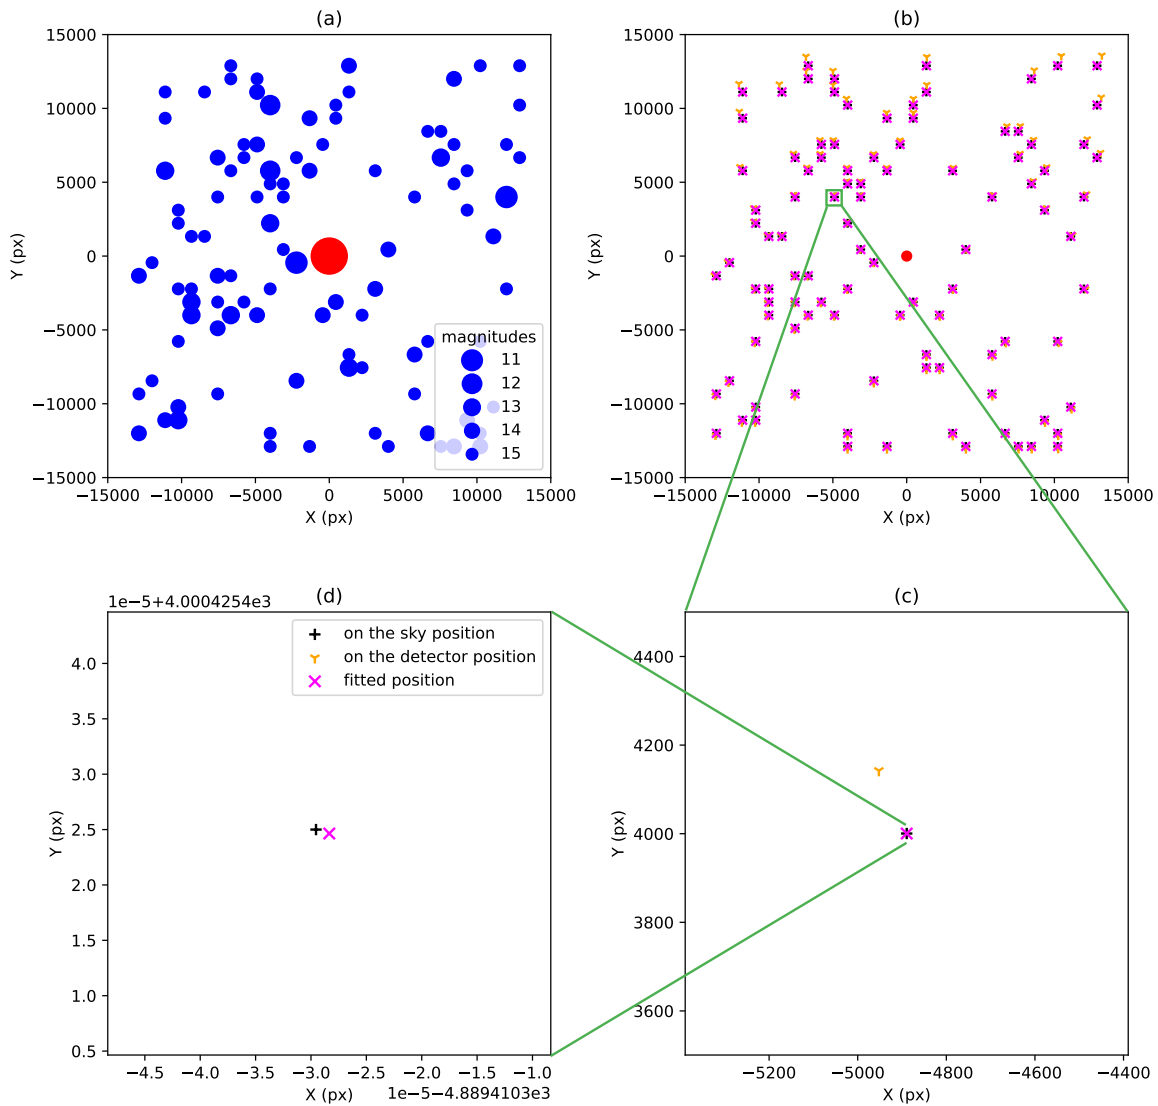 (a)
15000
10000
5000
0
−5000
−10000
−15000
Y (px)
−15000 −10000 −5000 0 5000 10000 15000
X (px)
magnitudes
11
12
13
14
15
(b)
15000
10000
5000
0
−5000
−10000
−15000
Y (px)
−15000 −10000 −5000 0 5000 10000 15000
X (px)
1e−5+4.0004254e3
(d)
4.0
3.5
3.0
2.5
2.0
1.5
1.0
0.5
Y (px)
on the sky position
on the detector position
fitted position
−4.5 −4.0 −3.5 −3.0 −2.5 −2.0 −1.5 −1.0
X (px)
1e−5−4.8894103e3
(c)
4400
4200
4000
3800
3600
Y (px)
−5200 −5000 −4800 −4600 −4400
X (px)